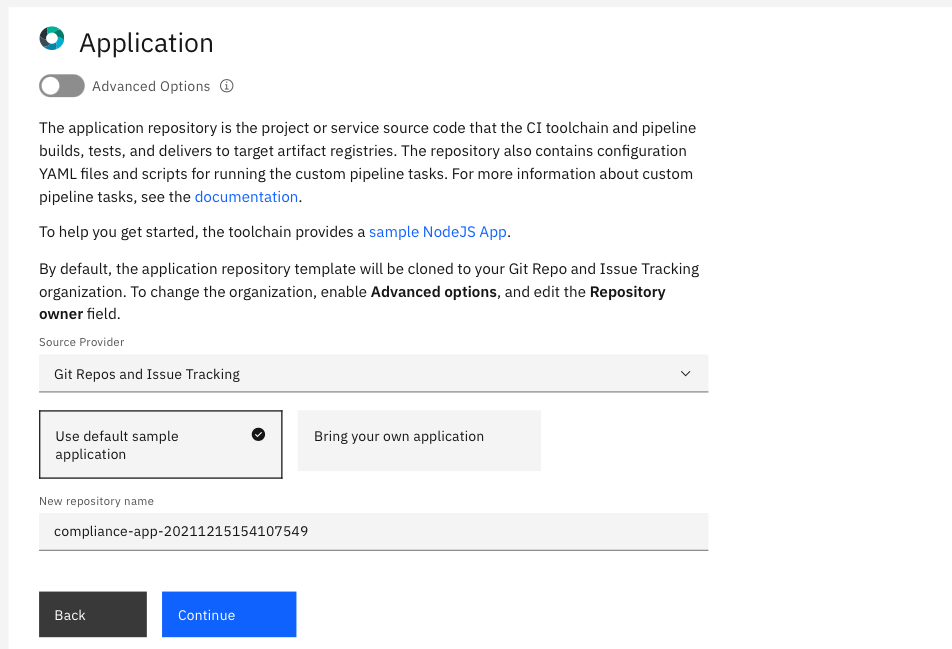 Application
Advanced Options
The application repository is the project or service source code that the CI toolchain and pipeline
builds, tests, and delivers to target artifact registries. The repository also contains configuration
YAML files and scripts for running the custom pipeline tasks. For more information about custom
pipeline tasks, see the documentation.
To help you get started, the toolchain provides a sample NodeJS App.
By default, the application repository template will be cloned to your Git Repo and Issue Tracking
organization. To change the organization, enable Advanced options, and edit the Repository
owner field.
Source Provider
Git Repos and Issue Tracking
Use default sample
application
Bring your own application
New repository name
compliance-app-20211215154107549
Back
Continue